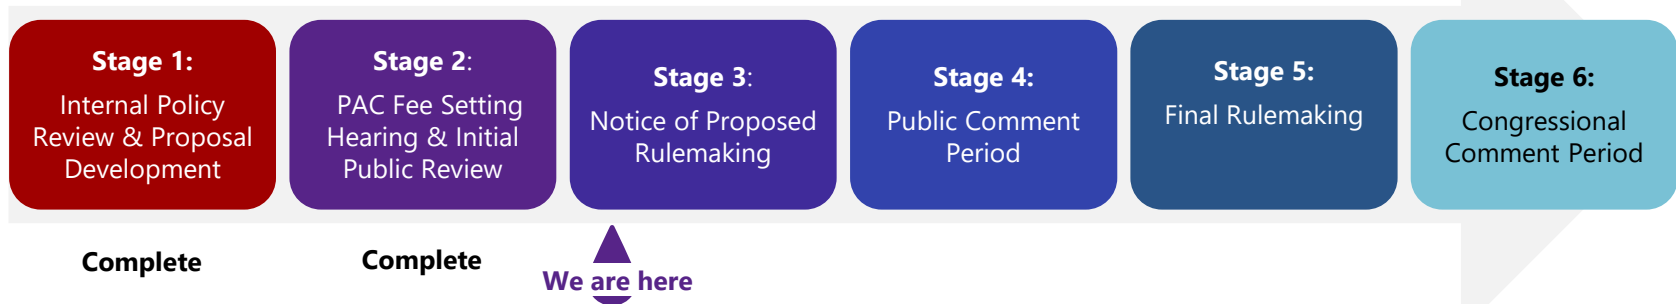 Stage 1:
Internal Policy
Review & Proposal
Development
Stage 2:
PAC Fee Setting
Hearing & Initial
Public Review
Stage 3:
Notice of Proposed
Rulemaking
Stage 4:
Public Comment
Period
Stage 5:
Final Rulemaking
Stage 6:
Congressional
Comment Period
Complete
Complete
We are here